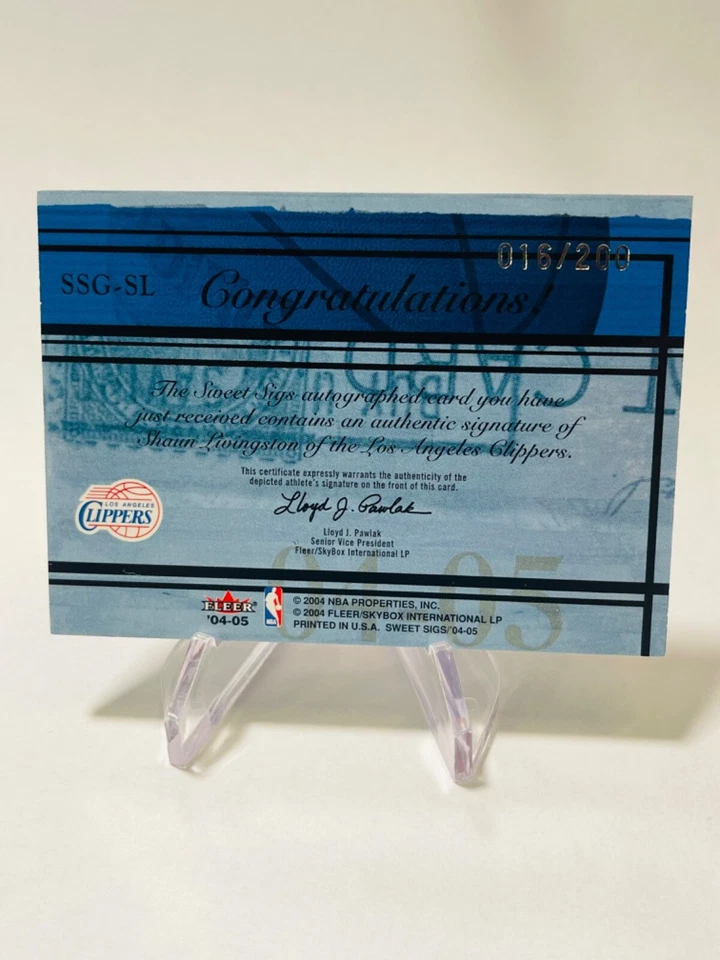 016/200
SSG-SL
Congratulations!
The Sweet Sigs autographed card you have
just received contains an authentic signature of
Shaun Livingston of the Los Angeles Clippers.
This certificate expressly warrants the authenticity of the
depicted athlete's signature on the front of this card.
Lloyd J. Pawlak
Lloyd J. Pawlak
Senior Vice President
Fleer/SkyBox International LP
LOS ANGELES
CLIPPERS
04-05
FLEER
'04-05
NBA
© 2004 NBA PROPERTIES, INC.
© 2004 FLEER/SKYBOX INTERNATIONAL LP
PRINTED IN U.S.A. SWEET SIGS/'04-05